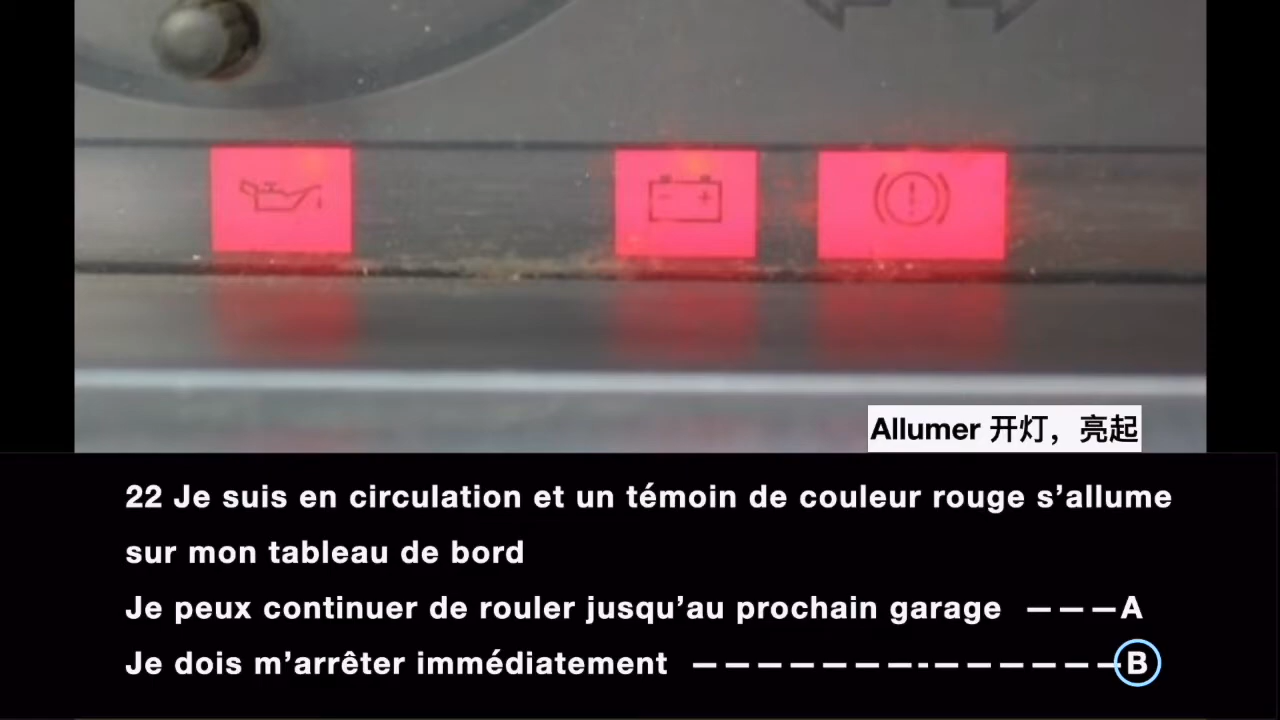 Allumer 开灯，亮起
22 Je suis en circulation et un témoin de couleur rouge s’allume
sur mon tableau de bord
Je peux continuer de rouler jusqu’au prochain garage ———A
Je dois m’arrêter immédiatement ———————-——————B